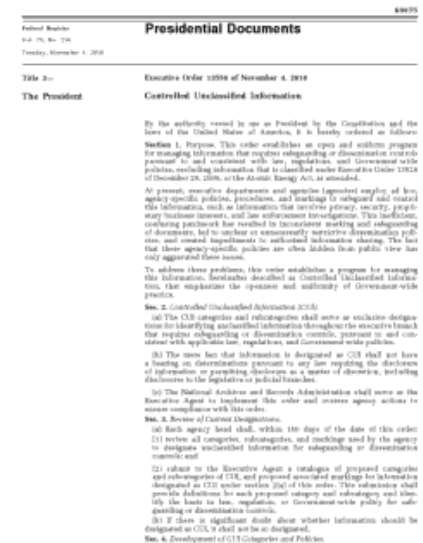 68675
Federal Register
Vol. 75, No. 216
Tuesday, November 9, 2010
Presidential Documents
Title 3—
Executive Order 13556 of November 4, 2010
The President
Controlled Unclassified Information
By the authority vested in me as President by the Constitution and the
laws of the United States of America, it is hereby ordered as follows:
Section 1. Purpose. This order establishes an open and uniform program
for managing information that requires safeguarding or dissemination controls
pursuant to and consistent with law, regulations, and Government-wide
policies, excluding information that is classified under Executive Order 13526
of December 29, 2009, or the Atomic Energy Act, as amended.
At present, executive departments and agencies (agencies) employ ad hoc,
agency-specific policies, procedures, and markings to safeguard and control
this information, such as information that involves privacy, security, propri-
etary business interests, and law enforcement investigations. This inefficient,
confusing patchwork has resulted in inconsistent marking and safeguarding
of documents, led to unclear or unnecessarily restrictive dissemination poli-
cies, and created impediments to authorized information sharing. The fact
that these agency-specific policies are often hidden from public view has
only aggravated these issues.
To address these problems, this order establishes a program for managing
this information, hereinafter described as Controlled Unclassified Informa-
tion, that emphasizes the openness and uniformity of Government-wide
practice.
Sec. 2. Controlled Unclassified Information (CUI).
(a) The CUI categories and subcategories shall serve as exclusive designa-
tions for identifying unclassified information throughout the executive branch
that requires safeguarding or dissemination controls, pursuant to and con-
sistent with applicable law, regulations, and Government-wide policies.
(b) The mere fact that information is designated as CUI shall not have
a bearing on determinations pursuant to any law requiring the disclosure
of information or permitting disclosure as a matter of discretion, including
disclosures to the legislative or judicial branches.
(c) The National Archives and Records Administration shall serve as the
Executive Agent to implement this order and oversee agency actions to
ensure compliance with this order.
Sec. 3. Review of Current Designations.
(a) Each agency head shall, within 180 days of the date of this order:
(1) review all categories, subcategories, and markings used by the agency
to designate unclassified information for safeguarding or dissemination
controls; and
(2) submit to the Executive Agent a catalogue of proposed categories
and subcategories of CUI, and proposed associated markings for information
designated as CUI under section 2(a) of this order. This submission shall
provide definitions for each proposed category and subcategory and iden-
tify the basis in law, regulation, or Government-wide policy for safe-
guarding or dissemination controls.
(b) If there is significant doubt about whether information should be
designated as CUI, it shall not be so designated.
Sec. 4. Development of CUI Categories and Policies.